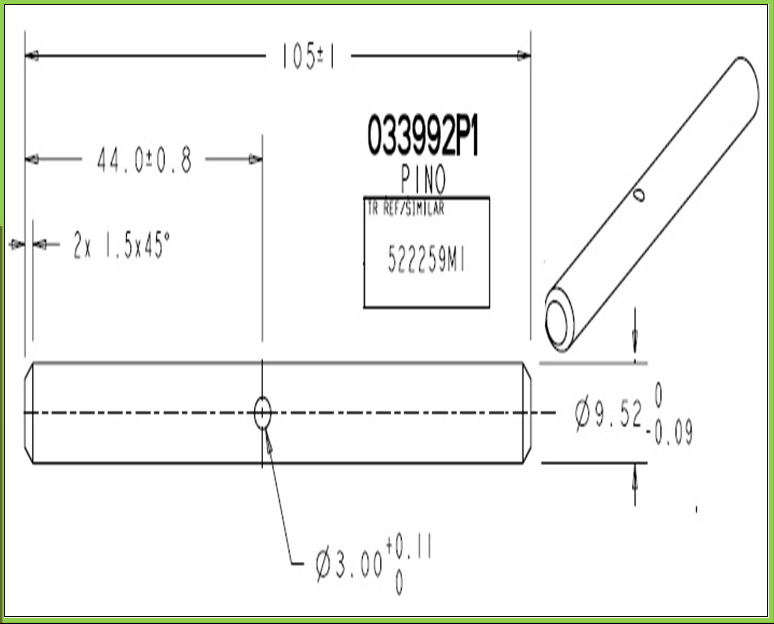 105±1
033992P1
PINO
44.0±0.8
TR REF/SIMILAR
522259M1
2x 1.5x45°
Ø9.52 0 -0.09
Ø3.00 +0.11 0